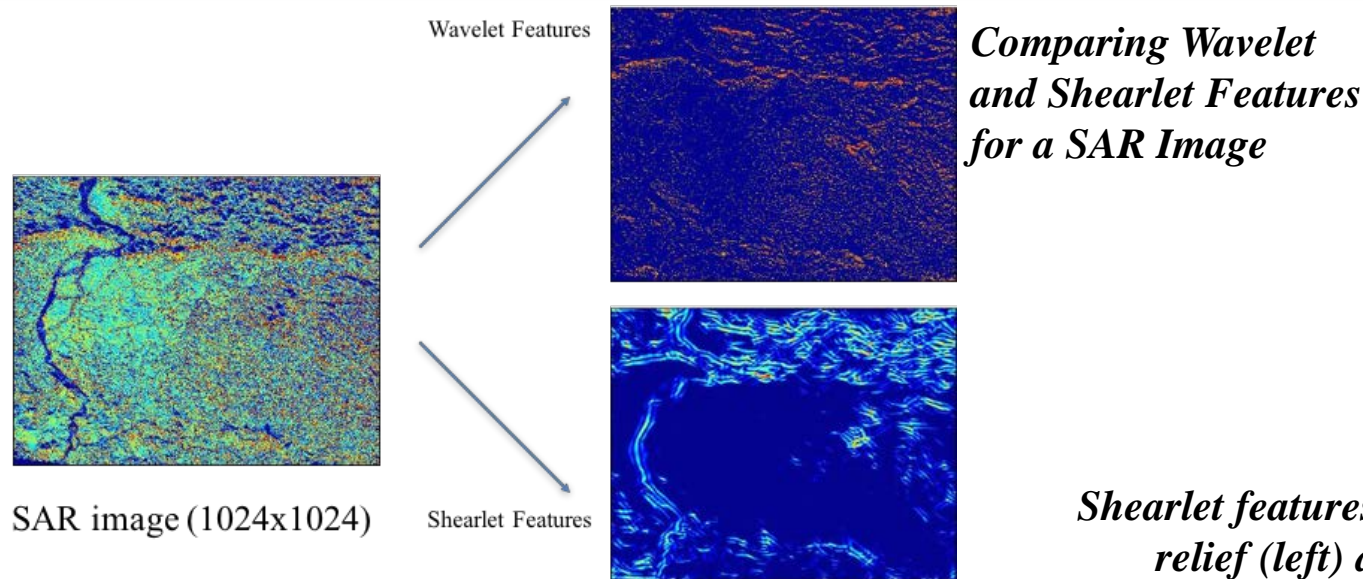 Wavelet Features
Comparing Wavelet
and Shearlet Features
for a SAR Image
SAR image (1024x1024)
Shearlet Features
Shearlet features
relief (left)